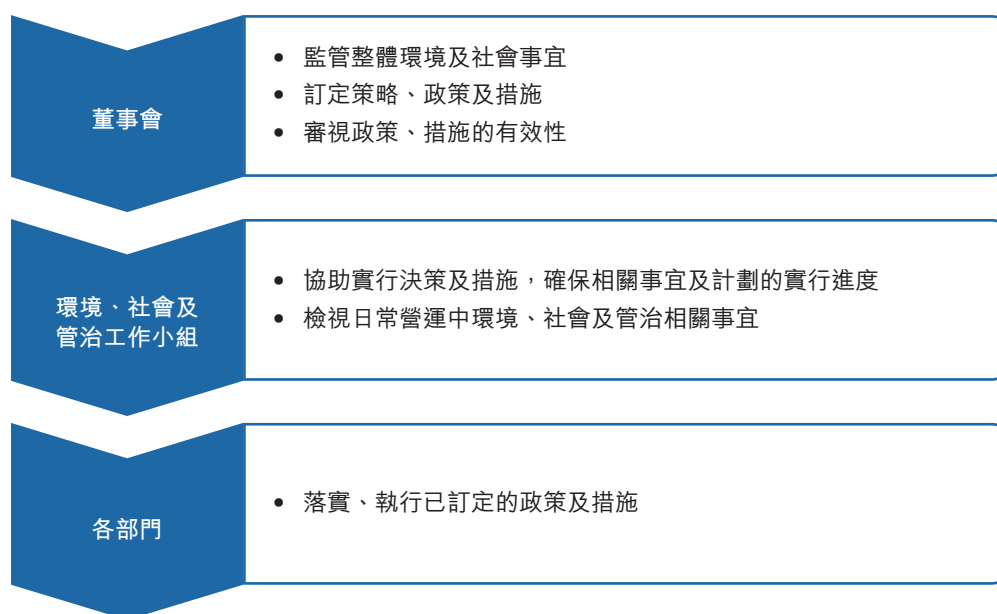 董事會
• 監管整體環境及社會事宜
• 訂定策略、政策及措施
• 審視政策、措施的有效性
環境、社會及
管治工作小組
• 協助實行決策及措施，確保相關事宜及計劃的實行進度
• 檢視日常營運中環境、社會及管治相關事宜
各部門
• 落實、執行已訂定的政策及措施